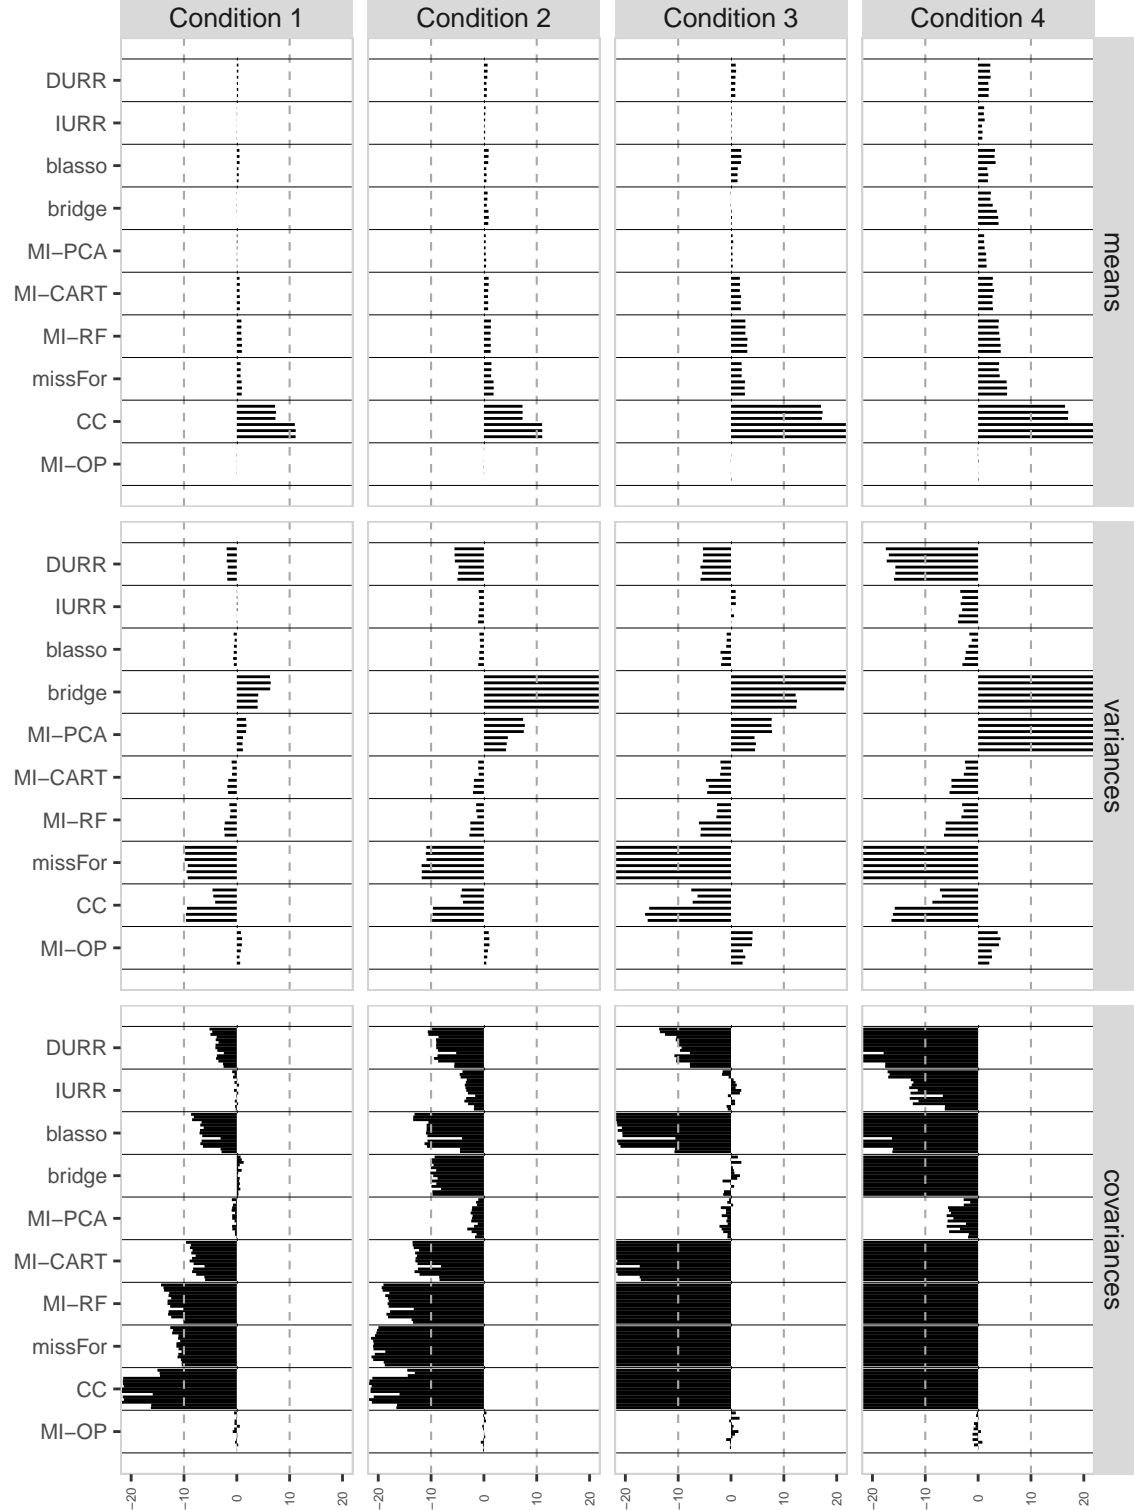 Condition 1 Condition 2 Condition 3 Condition 4
DURR
IURR
blasso
bridge
MI−PCA
MI−CART
MI−RF
missFor
CC
MI−OP
means
DURR
IURR
blasso
bridge
MI−PCA
MI−CART
MI−RF
missFor
CC
MI−OP
variances
DURR
IURR
blasso
bridge
MI−PCA
MI−CART
MI−RF
missFor
CC
MI−OP
covariances
−20 −10 0 10 20 −20 −10 0 10 20 −20 −10 0 10 20 −20 −10 0 10 20